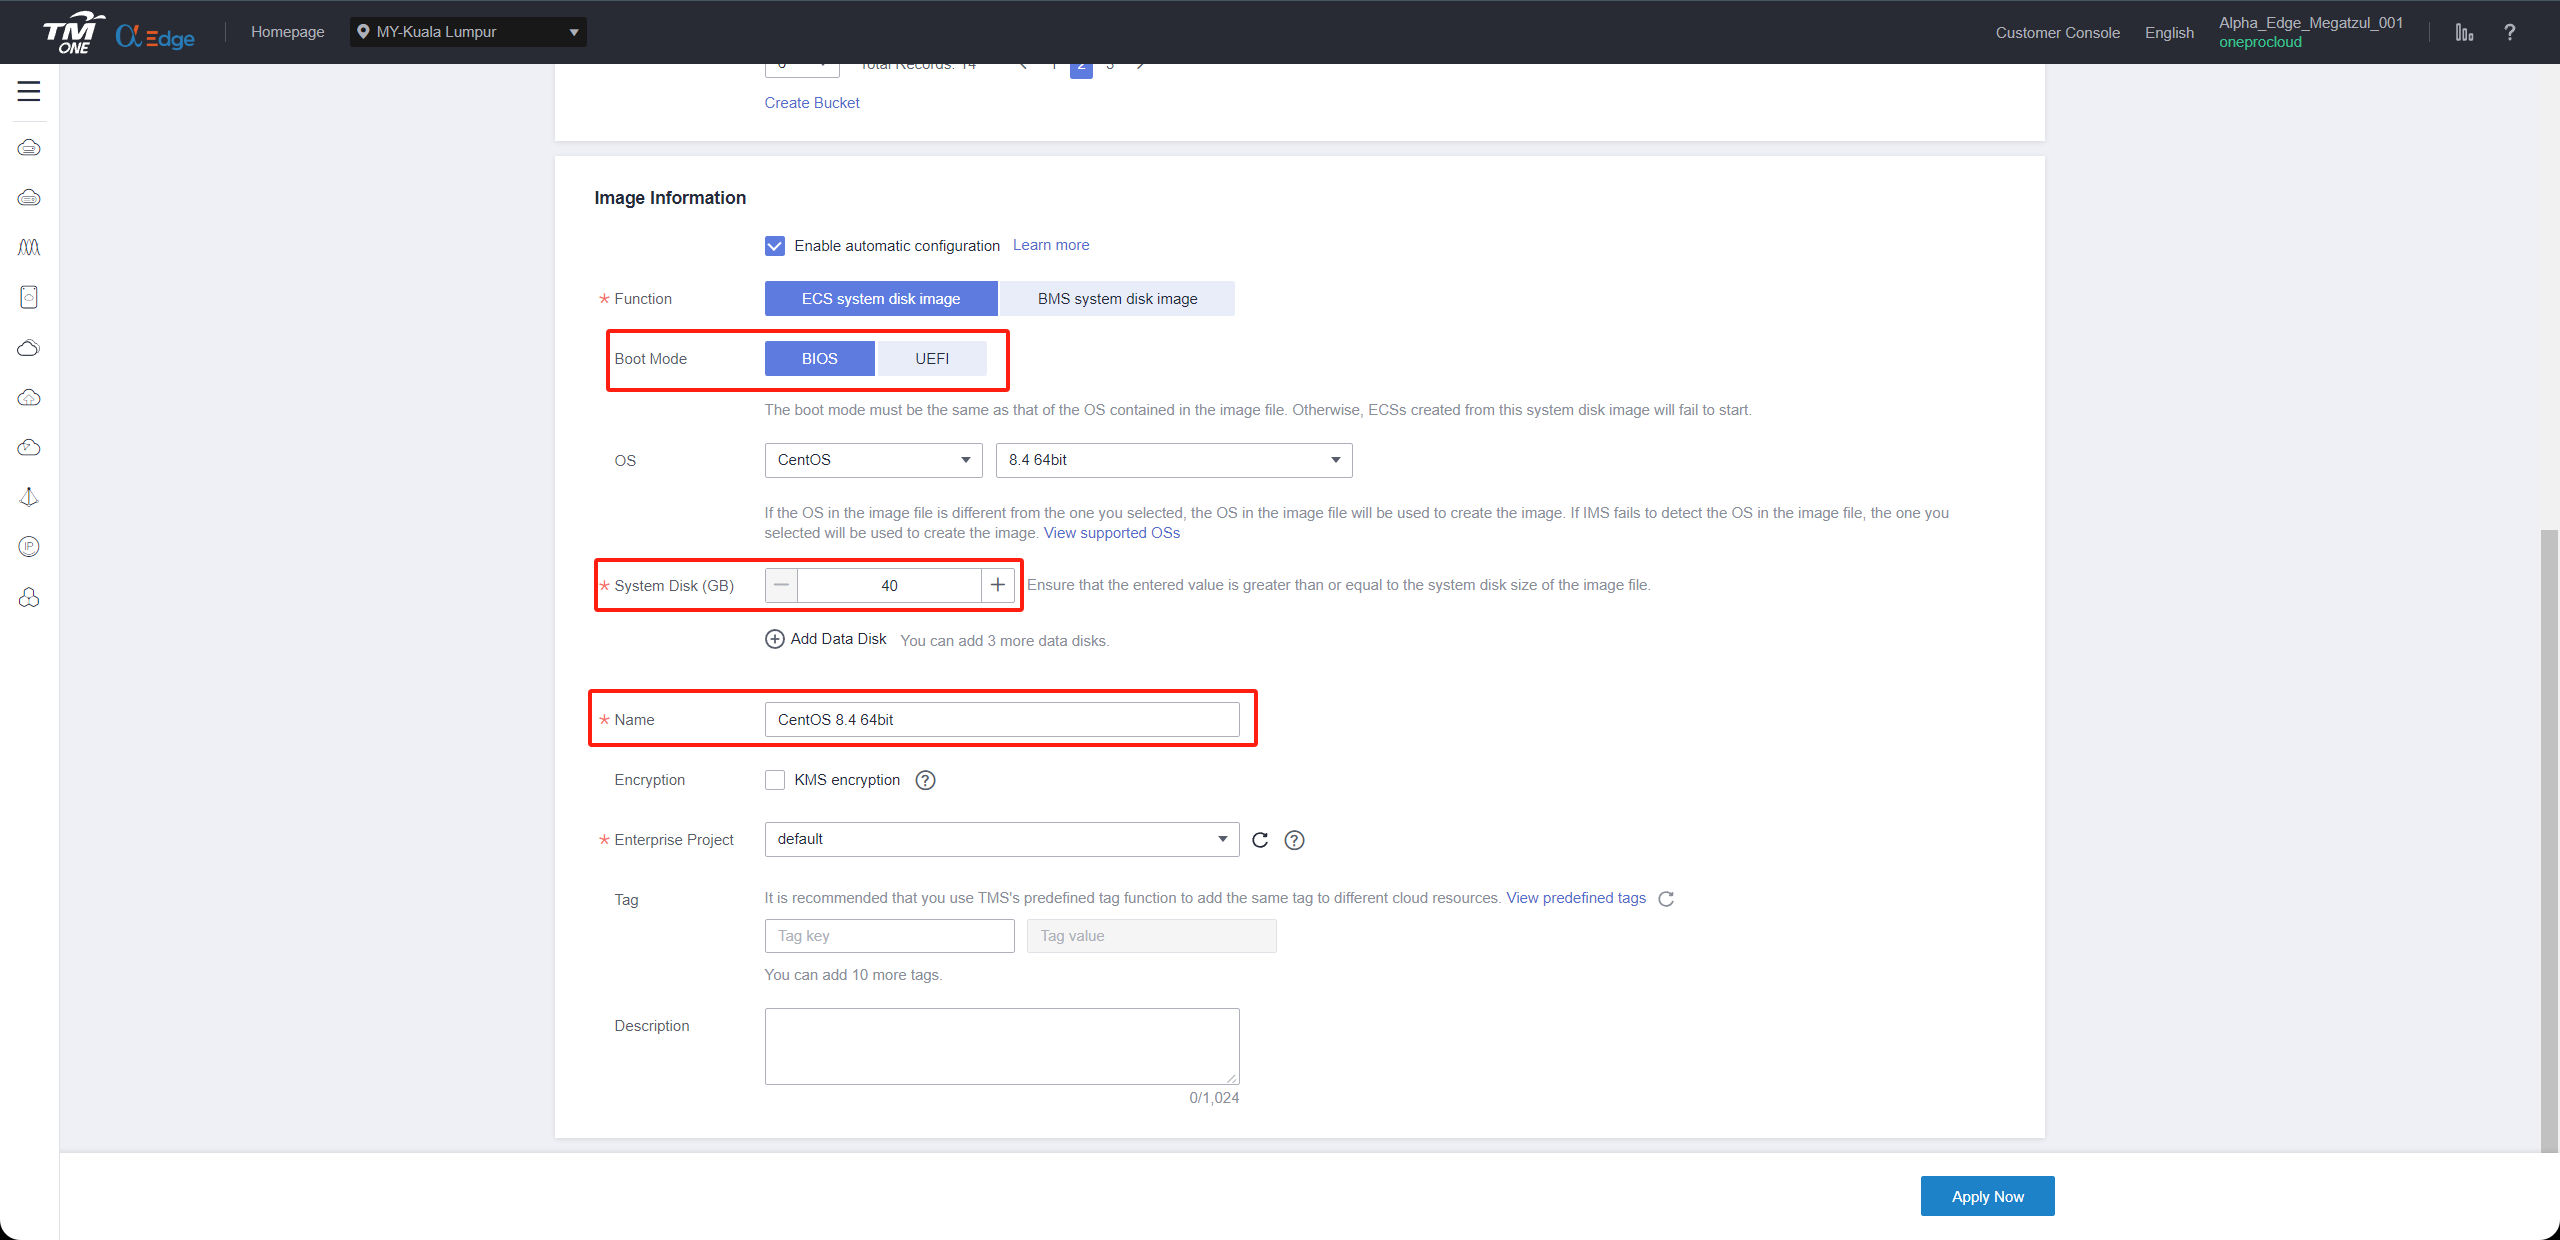 TM ONE α Edge Homepage MY-Kuala Lumpur Customer Console English Alpha_Edge_Megatzul_001
oneprocloud
Total Records: 14 1 2 3
Create Bucket
Image Information
Enable automatic configuration Learn more
* Function ECS system disk image BMS system disk image
Boot Mode BIOS UEFI
The boot mode must be the same as that of the OS contained in the image file. Otherwise, ECSs created from this system disk image will fail to start.
OS CentOS 8.4 64bit
If the OS in the image file is different from the one you selected, the OS in the image file will be used to create the image. If IMS fails to detect the OS in the image file, the one you
selected will be used to create the image. View supported OSs
* System Disk (GB) − 40 + Ensure that the entered value is greater than or equal to the system disk size of the image file.
Add Data Disk You can add 3 more data disks.
* Name CentOS 8.4 64bit
Encryption KMS encryption ?
* Enterprise Project default ?
Tag It is recommended that you use TMS's predefined tag function to add the same tag to different cloud resources. View predefined tags
Tag key Tag value
You can add 10 more tags.
Description
0/1,024
Apply Now